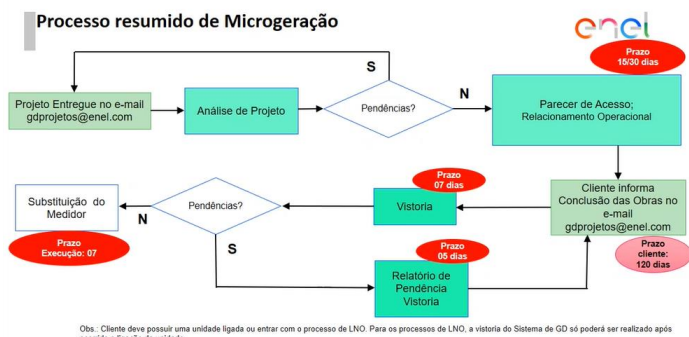 Processo resumido de Microgeração
enel
Prazo
15/30 dias
S
Projeto Entregue no e-mail
gdprojetos@enel.com
Análise de Projeto
Pendências?
N
Parecer de Acesso;
Relacionamento Operacional
Prazo
07 dias
Substituição do
Medidor
N
Pendências?
Vistoria
Cliente informa
Conclusão das Obras no
e-mail
gdprojetos@enel.com
Prazo
Execução: 07
S
Prazo
05 dias
Prazo
cliente:
120 dias
Relatório de
Pendência
Vistoria
Obs.: Cliente deve possuir uma unidade ligada ou entrar com o processo de LNO. Para os processos de LNO, a vistoria do Sistema de GD só poderá ser realizado após